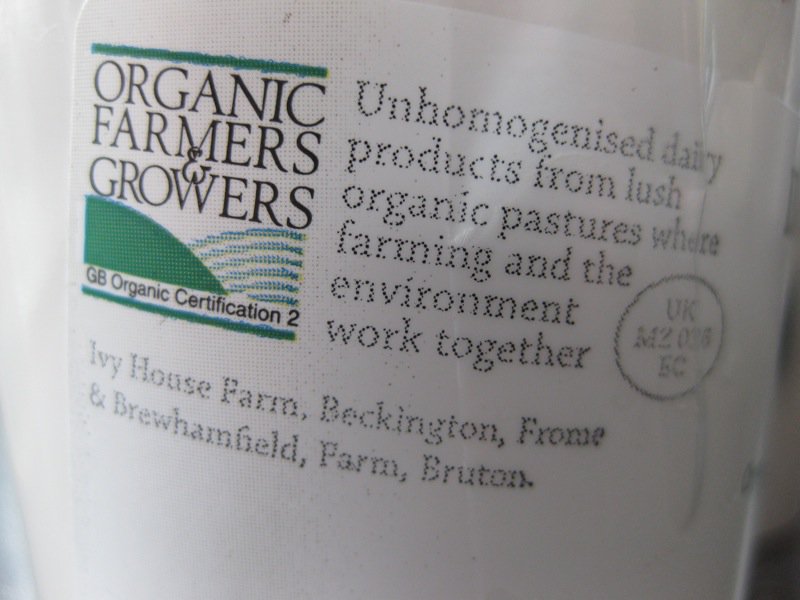 ORGANIC
FARMERS
&
GROWERS
GB Organic Certification 2
Unhomogenised dairy
products from lush
organic pastures where
farming and the
environment
work together
UK
MZ
EC
Ivy House Farm, Beckington, Frome
& Brewhamfield, Farm, Bruton.